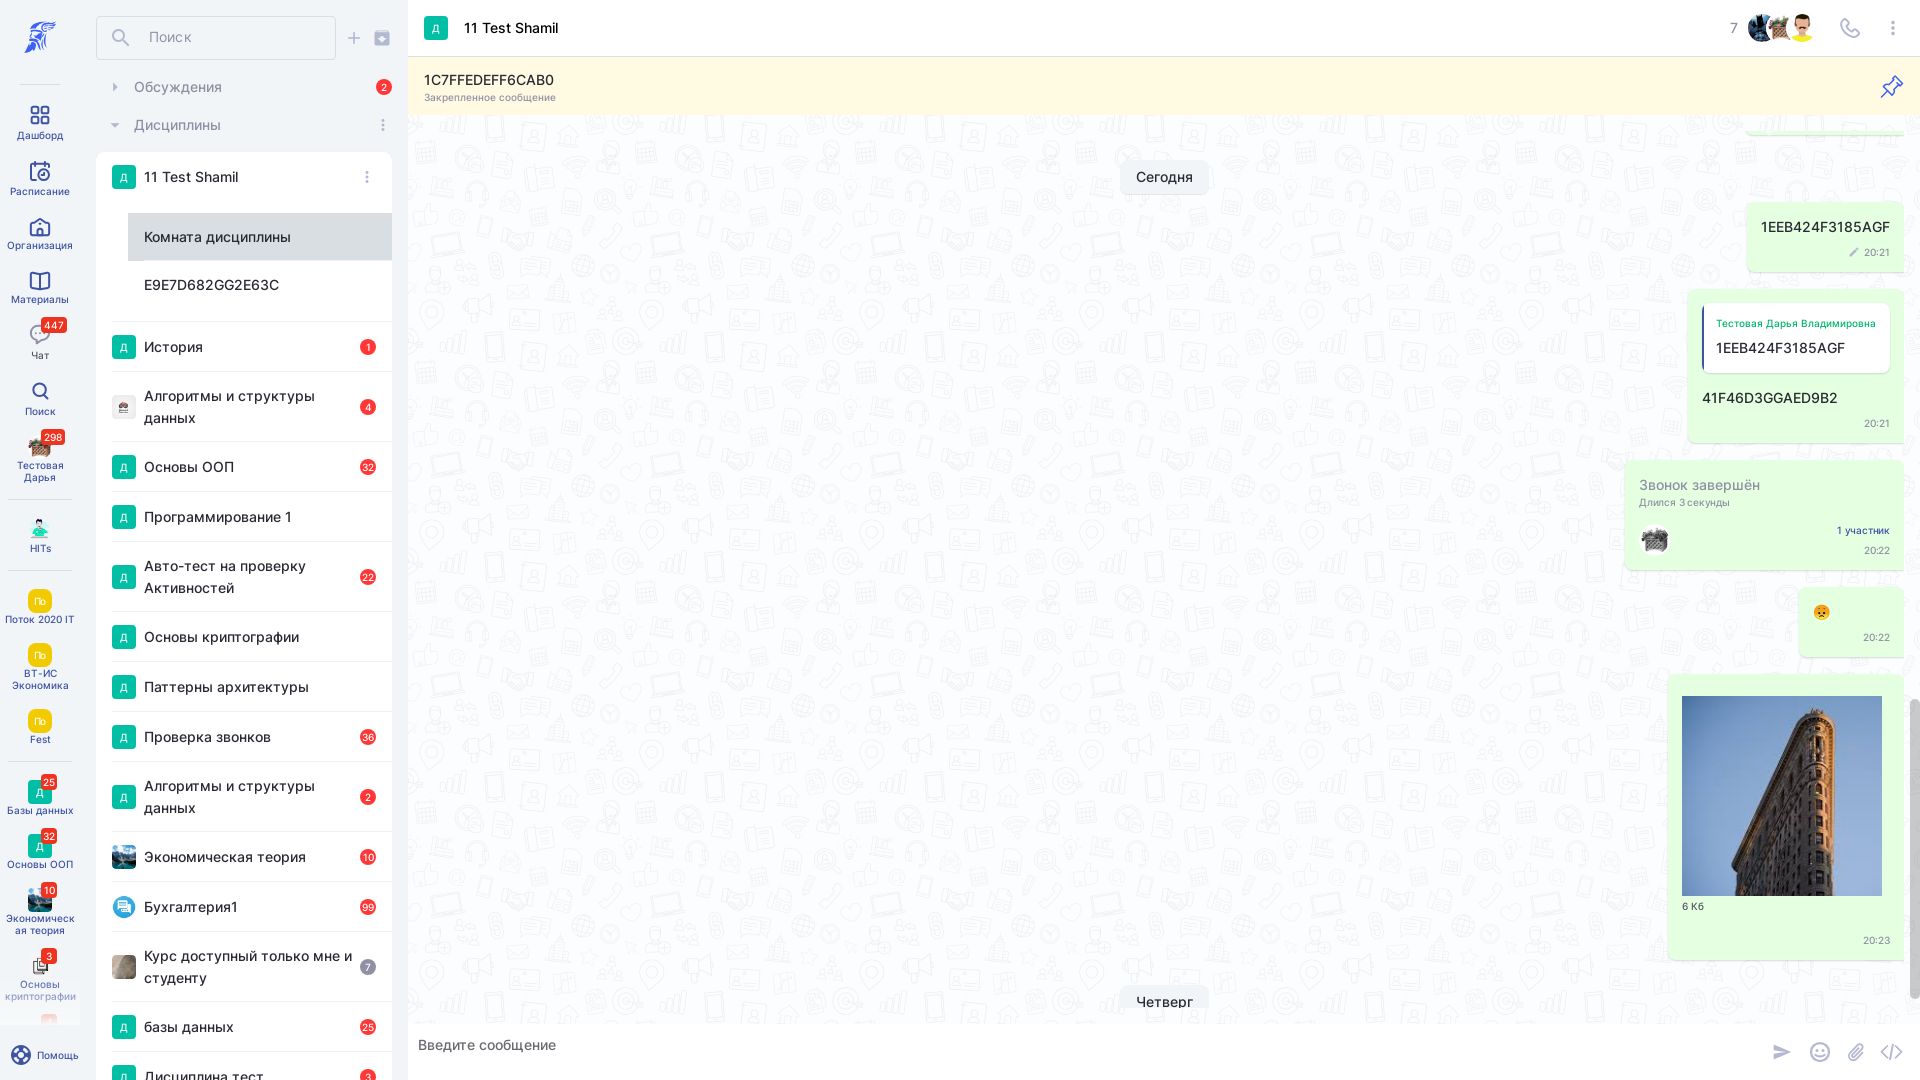 Дашборд
Расписание
Организация
Материалы
447
Чат
Поиск
298
Тестовая
Дарья
HITs
По
Поток 2020 IT
По
ВТ-ИС
Экономика
По
Fest
25
Д
Базы данных
32
Д
Основы ООП
10
Экономическ
ая теория
3
Основы
криптографии
Помощь
Поиск
Обсуждения
2
Дисциплины
Д
11 Test Shamil
Комната дисциплины
E9E7D682GG2E63C
Д
История
1
Алгоритмы и структуры
данных
4
Д
Основы ООП
32
Д
Программирование 1
Д
Авто-тест на проверку
Активностей
22
Д
Основы криптографии
Д
Паттерны архитектуры
Д
Проверка звонков
36
Д
Алгоритмы и структуры
данных
2
Экономическая теория
10
Бухгалтерия1
99
Курс доступный только мне и
студенту
7
Д
базы данных
25
Д
Дисциплина тест
3
Д
11 Test Shamil
7
1C7FFEDEFF6CAB0
Закрепленное сообщение
Сегодня
1EEB424F3185AGF
20:21
Тестовая Дарья Владимировна
1EEB424F3185AGF
41F46D3GGAED9B2
20:21
Звонок завершён
Длился 3 секунды
1 участник
20:22
20:22
6 Кб
20:23
Четверг
Введите сообщение